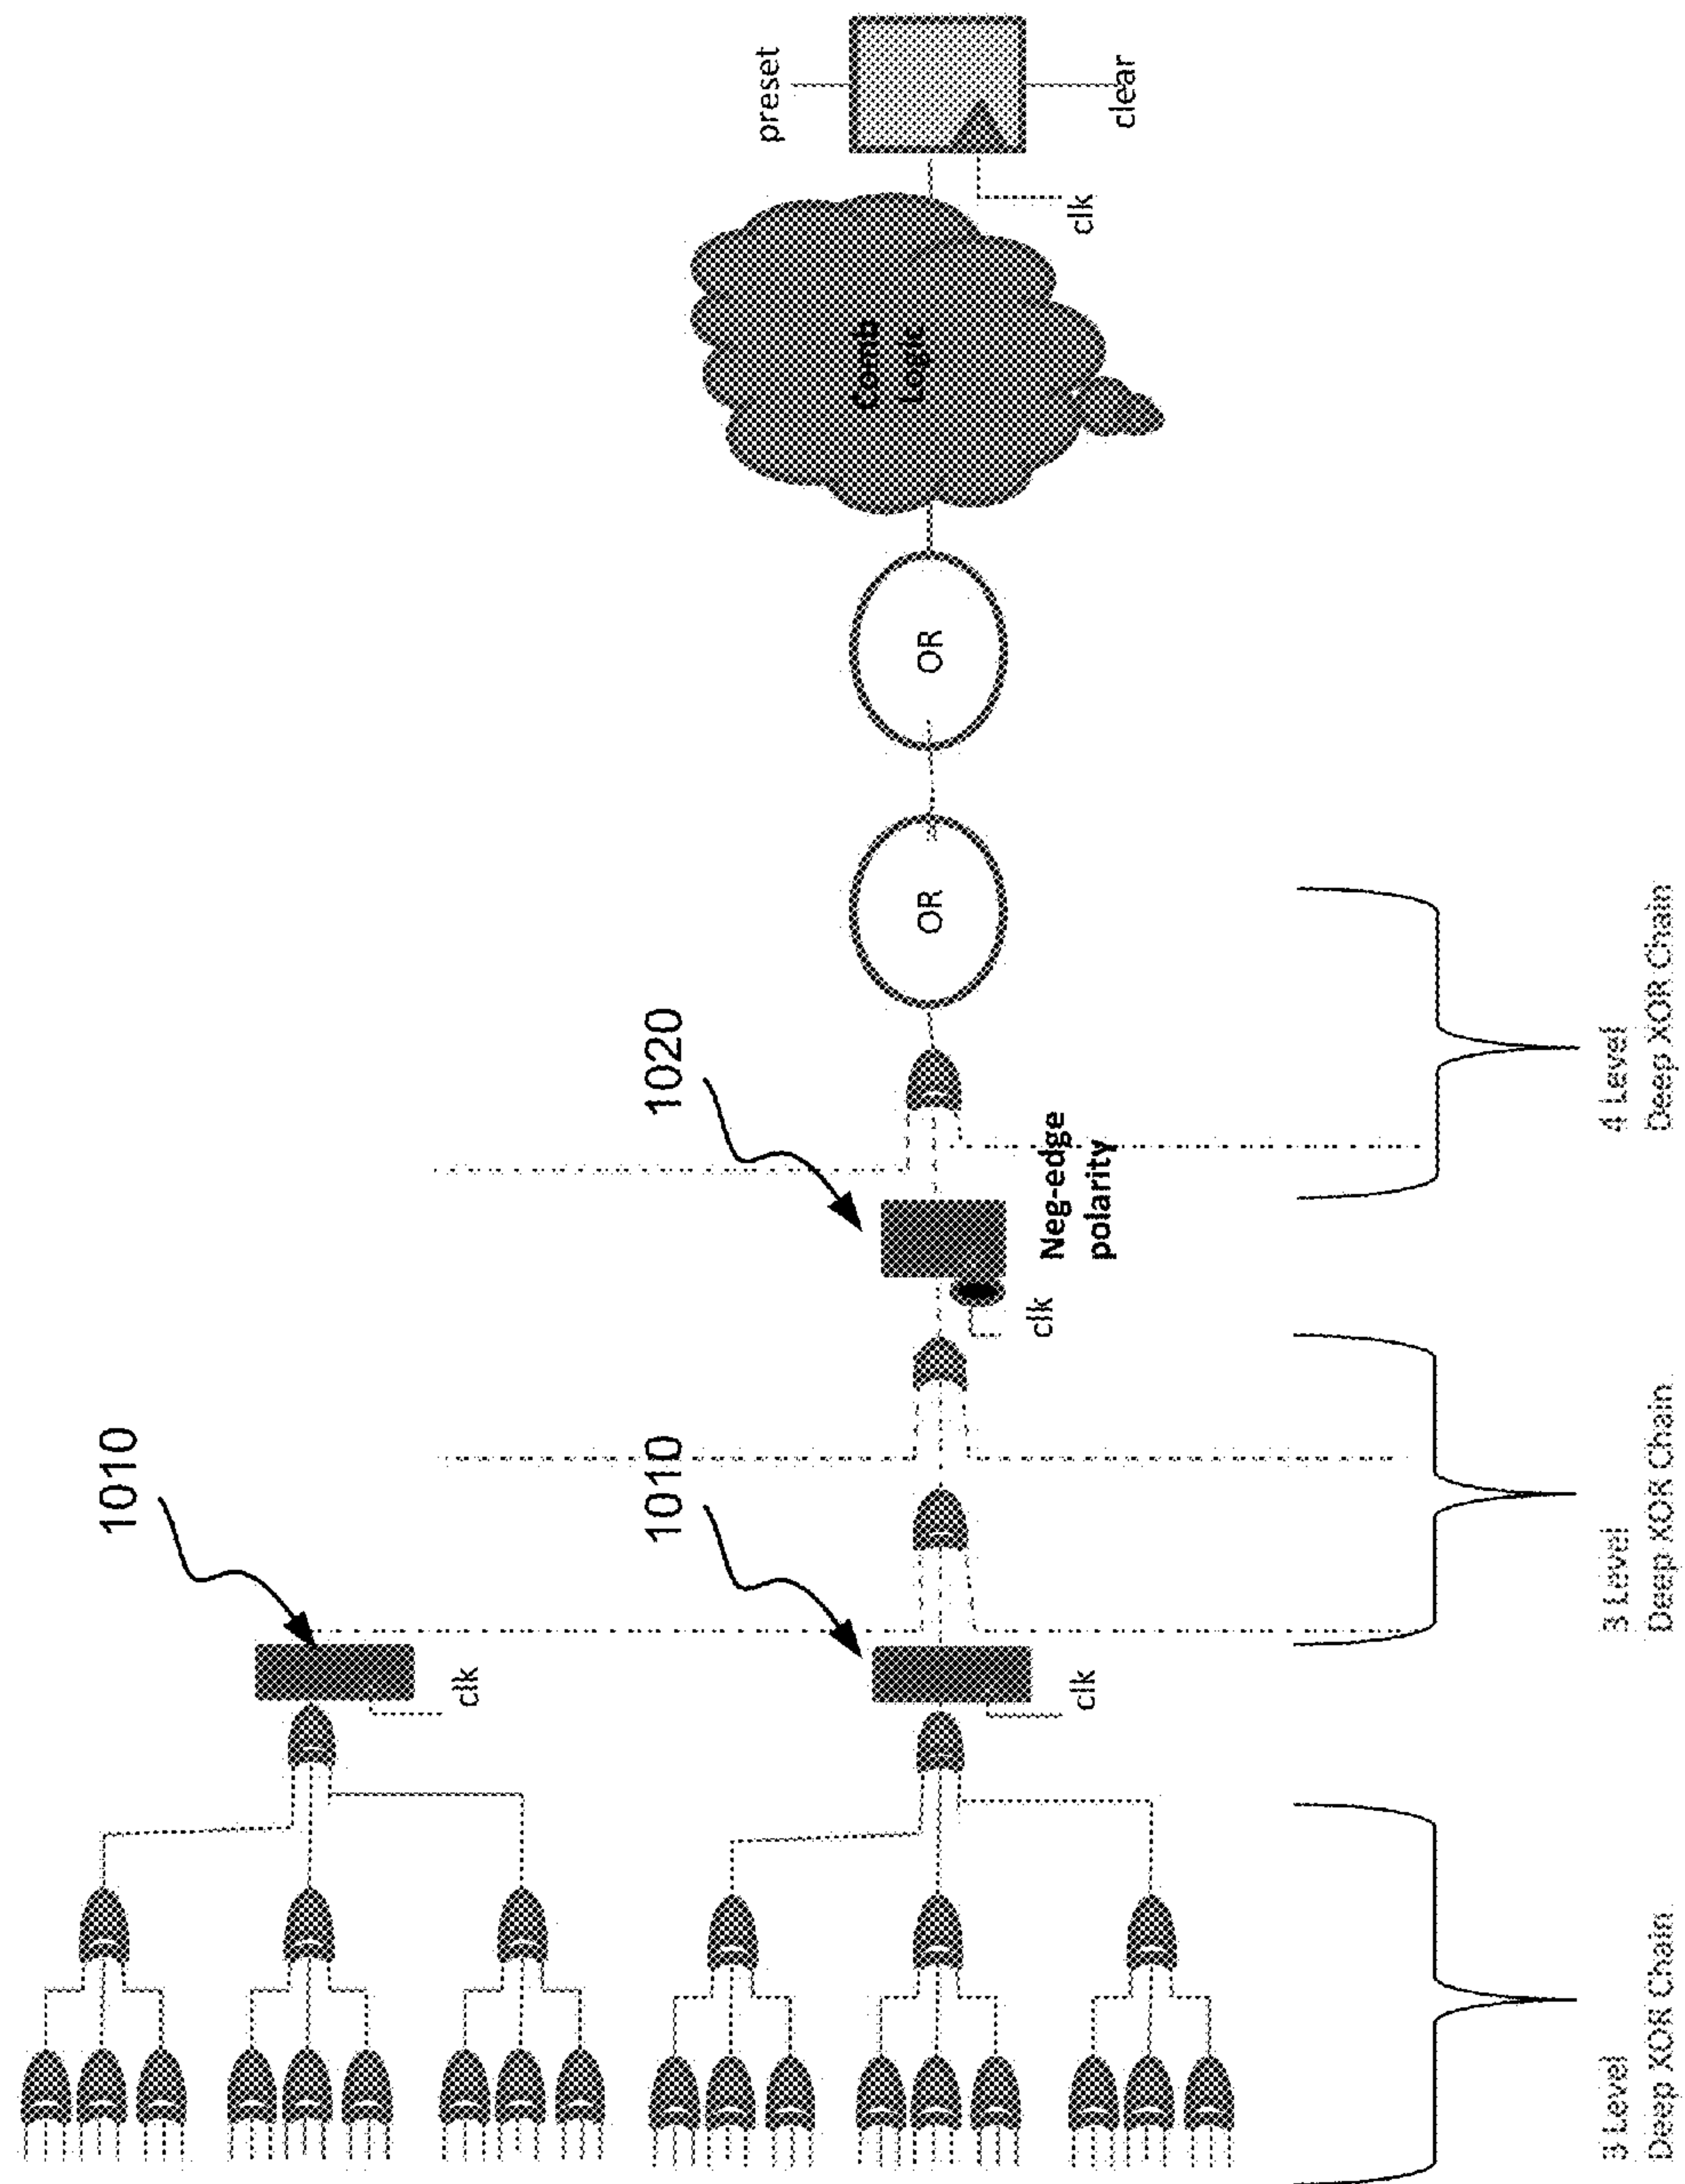 1010
clk
1010
clk
1020
clk
Neg-edge
polarity
OR
OR
Comb
Logic
preset
clk
clear
3 Level
Deep XOR Chain
3 Level
Deep XOR Chain
4 Level
Deep XOR Chain